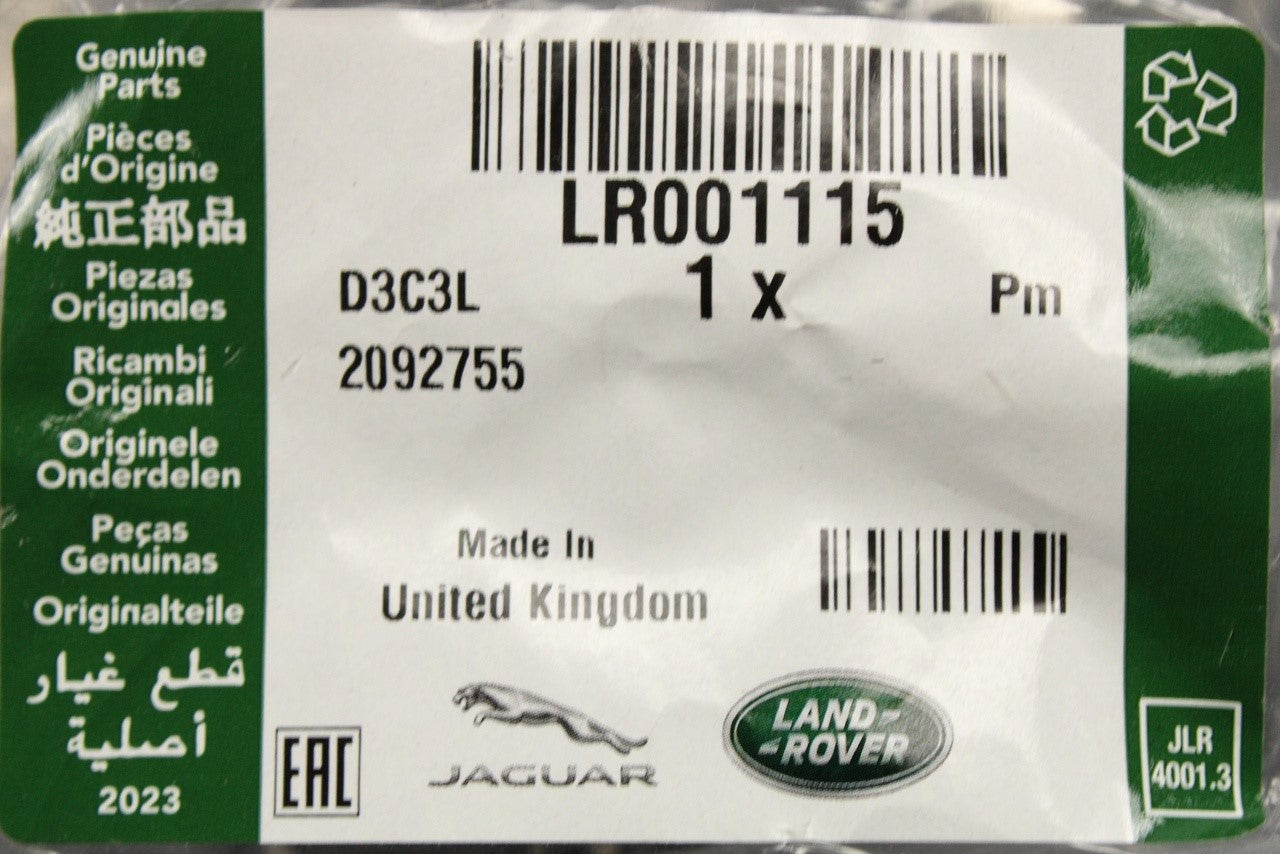 Genuine
Parts
Pièces
d'Origine
純正部品
Piezas
Originales
Ricambi
Originali
Originele
Onderdelen
Peças
Genuinas
Originalteile
قطع غيار
أصلية
2023
LR001115
D3C3L 1 x Pm
2092755
Made In
United Kingdom
EAC
JAGUAR
LAND-
-ROVER
JLR
4001.3